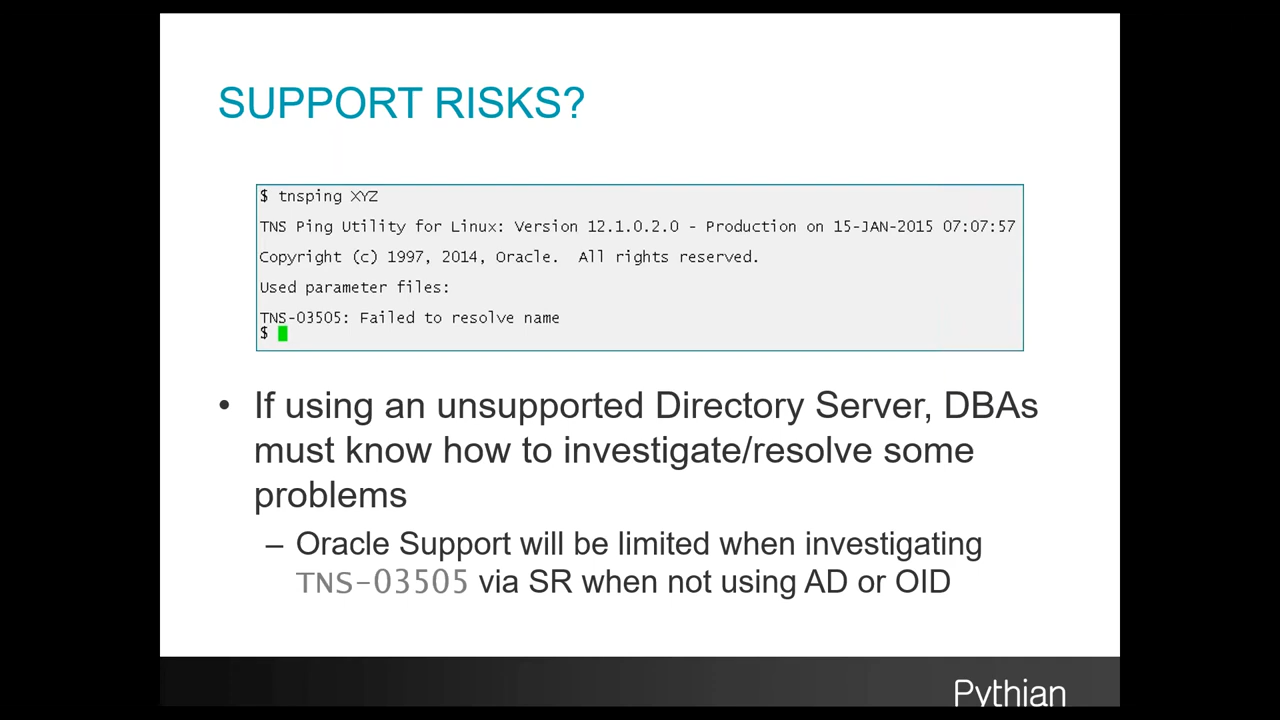 SUPPORT RISKS?
$ tnsping XYZ
TNS Ping Utility for Linux: Version 12.1.0.2.0 - Production on 15-JAN-2015 07:07:57
Copyright (c) 1997, 2014, Oracle.  All rights reserved.
Used parameter files:
TNS-03505: Failed to resolve name
$
• If using an unsupported Directory Server, DBAs
must know how to investigate/resolve some
problems
– Oracle Support will be limited when investigating
TNS-03505 via SR when not using AD or OID
Pythian